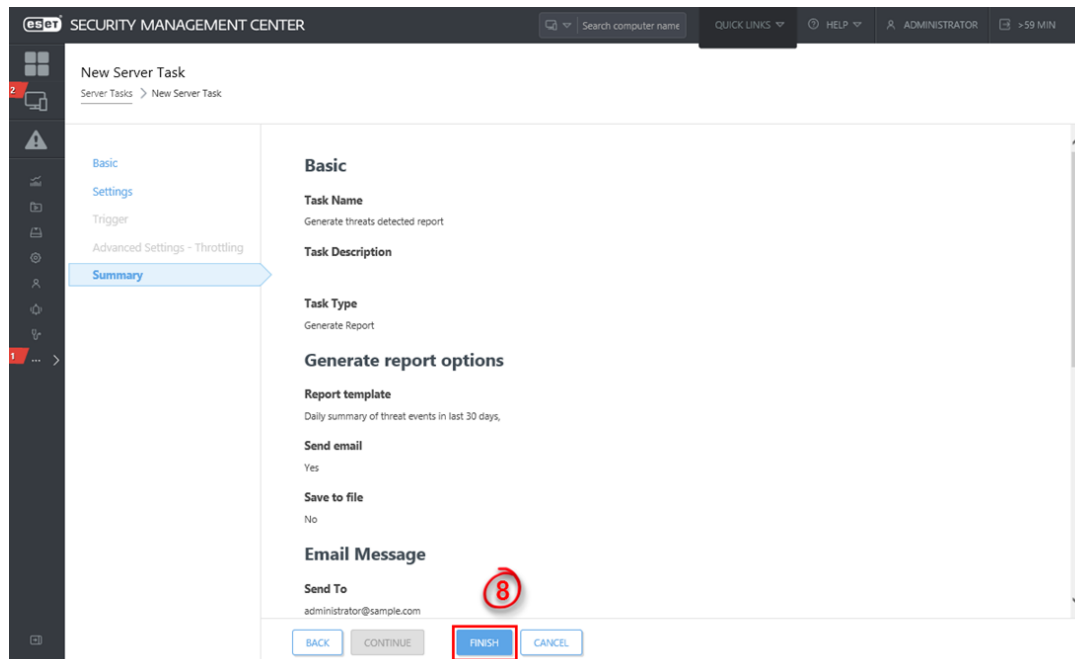 eseT SECURITY MANAGEMENT CENTER
Search computer name
QUICK LINKS
HELP
ADMINISTRATOR
>59 MIN
New Server Task
Server Tasks > New Server Task
2
1
...
Basic
Settings
Trigger
Advanced Settings - Throttling
Summary
Basic
Task Name
Generate threats detected report
Task Description
Task Type
Generate Report
Generate report options
Report template
Daily summary of threat events in last 30 days,
Send email
Yes
Save to file
No
Email Message
Send To
administrator@sample.com
8
BACK
CONTINUE
FINISH
CANCEL